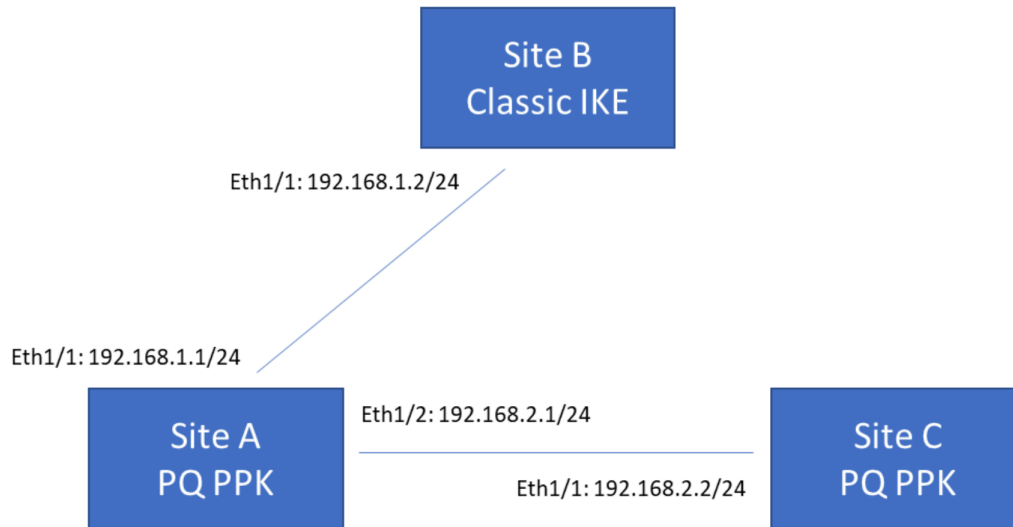 Site B
Classic IKE
Eth1/1: 192.168.1.2/24
Eth1/1: 192.168.1.1/24
Site A
PQ PPK
Eth1/2: 192.168.2.1/24
Eth1/1: 192.168.2.2/24
Site C
PQ PPK